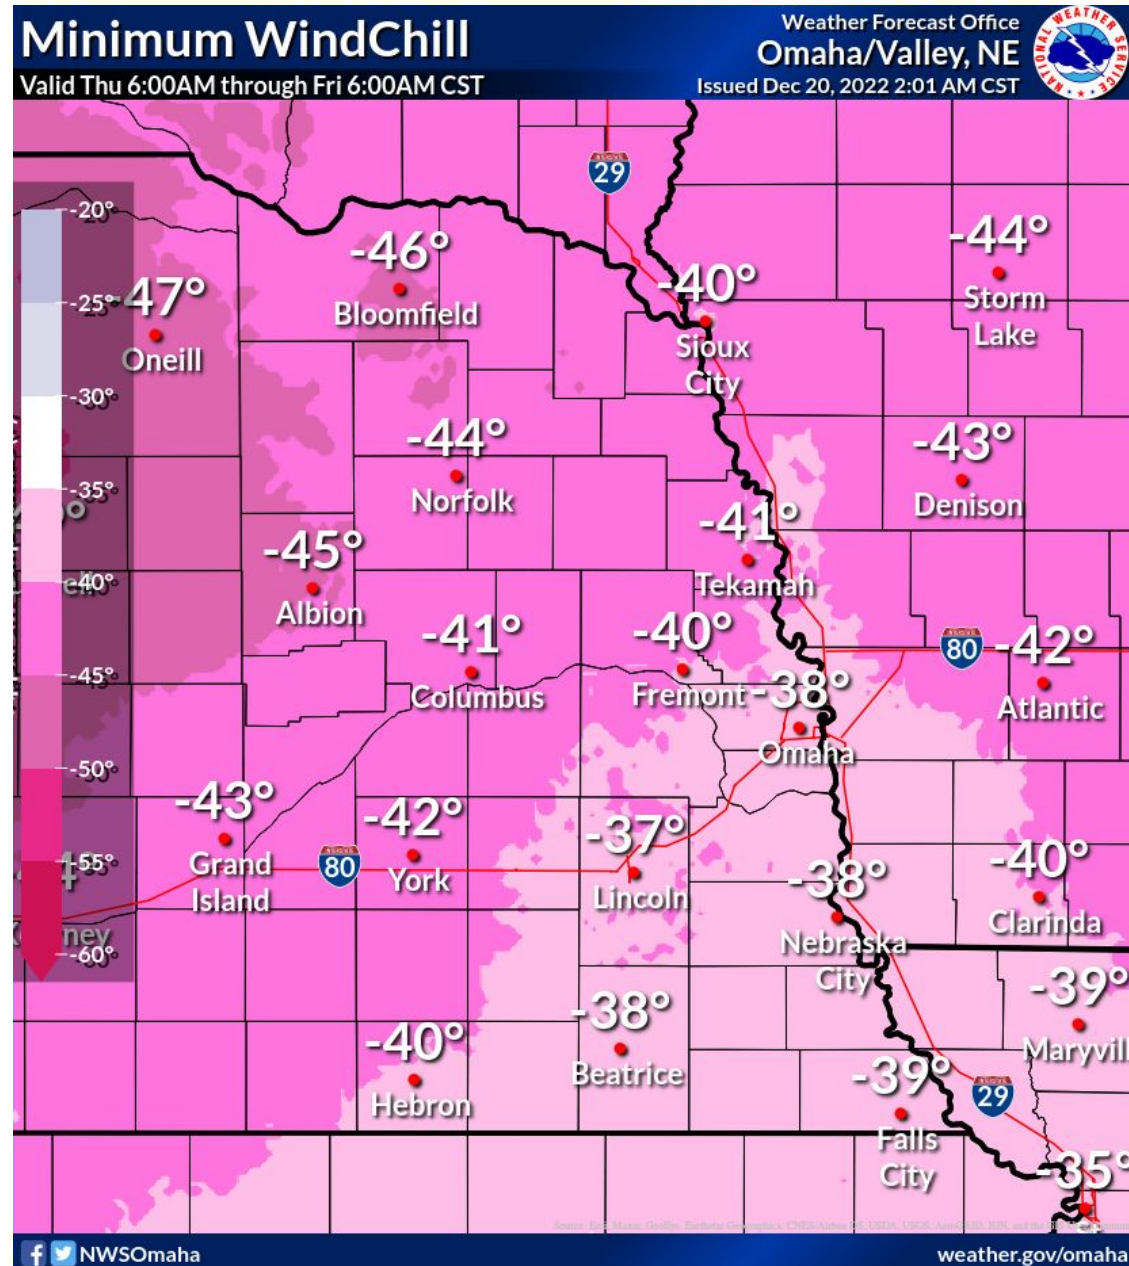 Minimum WindChill
Valid Thu 6:00AM through Fri 6:00AM CST
Weather Forecast Office
Omaha/Valley, NE
Issued Dec 20, 2022 2:01 AM CST
NATIONAL WEATHER SERVICE
29
-20°
-25°
-30°
-35°
-40°
-45°
-50°
-55°
-60°
-47°
Oneill
-46°
Bloomfield
-40°
Sioux
City
-44°
Storm
Lake
-44°
Norfolk
-43°
Denison
-45°
Albion
-41°
Tekamah
-41°
Columbus
-40°
Fremont
-38°
Omaha
80
-42°
Atlantic
-43°
Grand
Island
80
-42°
York
-37°
Lincoln
-38°
Nebraska
City
-40°
Clarinda
-40°
Hebron
-38°
Beatrice
-39°
Falls
City
-39°
Maryvill
29
-35°
NWSOmaha
weather.gov/omaha